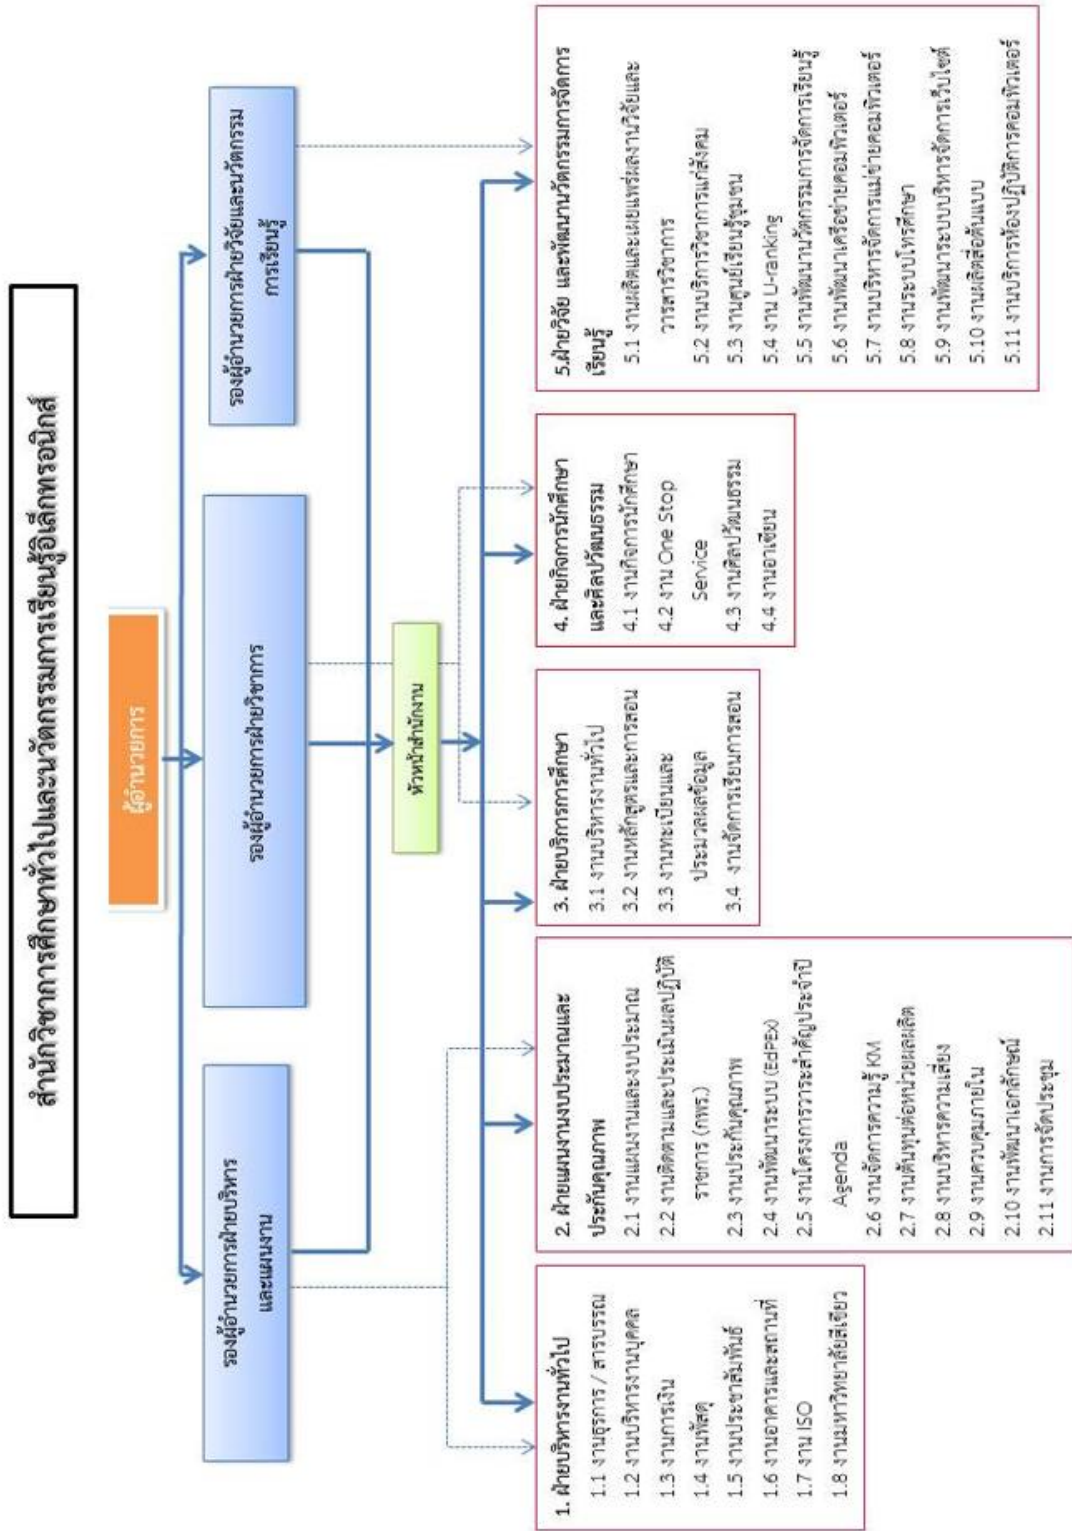 สำนักวิชาการศึกษาทั่วไปและนวัตกรรมการเรียนรู้อิเล็กทรอนิกส์
ผู้อำนวยการ
รองผู้อำนวยการฝ่ายบริหาร
และแผนงาน
รองผู้อำนวยการฝ่ายวิชาการ
รองผู้อำนวยการฝ่ายวิจัยและนวัตกรรม
การเรียนรู้
หัวหน้าสำนักงาน
1. ฝ่ายบริหารงานทั่วไป
1.1 งานธุรการ / สารบรรณ
1.2 งานบริหารงานบุคคล
1.3 งานการเงิน
1.4 งานพัสดุ
1.5 งานประชาสัมพันธ์
1.6 งานอาคารและสถานที่
1.7 งาน ISO
1.8 งานมหาวิทยาลัยสีเขียว
2. ฝ่ายแผนงานงบประมาณและ
ประกันคุณภาพ
2.1 งานแผนงานและงบประมาณ
2.2 งานติดตามและประเมินผลปฏิบัติ
ราชการ (กพร.)
2.3 งานประกันคุณภาพ
2.4 งานพัฒนาระบบ (EdPEx)
2.5 งานโครงการวาระสำคัญประจำปี
Agenda
2.6 งานจัดการความรู้ KM
2.7 งานต้นทุนต่อหน่วยผลผลิต
2.8 งานบริหารความเสี่ยง
2.9 งานควบคุมภายใน
2.10 งานพัฒนาเอกลักษณ์
2.11 งานการจัดประชุม
3. ฝ่ายบริการการศึกษา
3.1 งานบริหารงานทั่วไป
3.2 งานหลักสูตรและการสอน
3.3 งานทะเบียนและ
ประมวลผลข้อมูล
3.4 งานจัดการเรียนการสอน
4. ฝ่ายกิจการนักศึกษา
และศิลปวัฒนธรรม
4.1 งานกิจการนักศึกษา
4.2 งาน One Stop
Service
4.3 งานศิลปวัฒนธรรม
4.4 งานอาเซียน
5.ฝ่ายวิจัย และพัฒนานวัตกรรมการจัดการ
เรียนรู้
5.1 งานผลิตและเผยแพร่ผลงานวิจัยและ
วารสารวิชาการ
5.2 งานบริการวิชาการแก่สังคม
5.3 งานศูนย์เรียนรู้ชุมชน
5.4 งาน U-ranking
5.5 งานพัฒนานวัตกรรมการจัดการเรียนรู้
5.6 งานพัฒนาเครือข่ายคอมพิวเตอร์
5.7 งานบริหารจัดการแม่ข่ายคอมพิวเตอร์
5.8 งานระบบโทรศึกษา
5.9 งานพัฒนาระบบบริหารจัดการเว็บไซต์
5.10 งานผลิตสื่อต้นแบบ
5.11 งานบริการห้องปฏิบัติการคอมพิวเตอร์